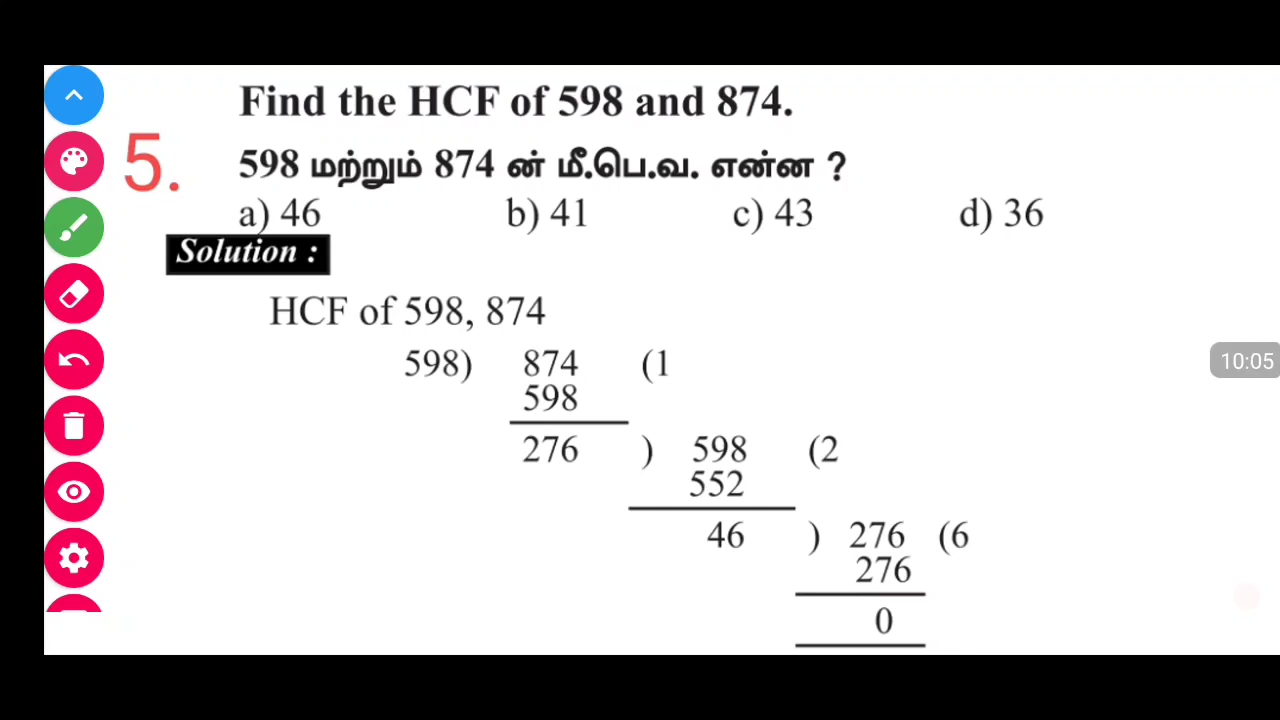 Find the HCF of 598 and 874.
5.
598 மற்றும் 874 ன் மீ.பெ.வ. என்ன ?
a) 46 b) 41 c) 43 d) 36
Solution :
HCF of 598, 874
598) 874 (1
598
276 ) 598 (2
552
46 ) 276 (6
276
0
10:05